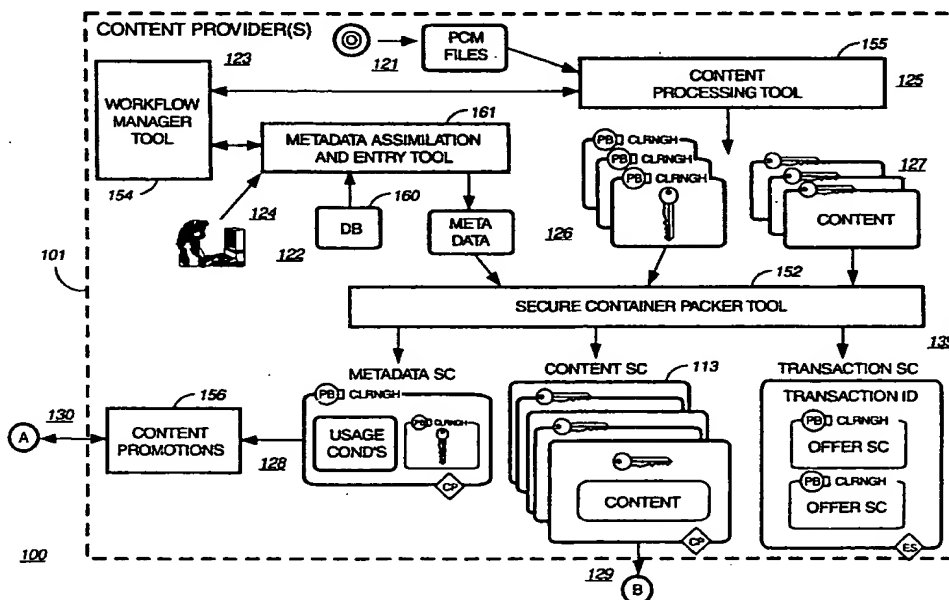 CONTENT PROVIDER(S)
121
PCM FILES
155
CONTENT PROCESSING TOOL
125
123
WORKFLOW MANAGER TOOL
154
161
METADATA ASSIMILATION AND ENTRY TOOL
124
122
160
DB
META DATA
126
PB CLRNGH
PB CLRNGH
PB CLRNGH
127
CONTENT
101
152
SECURE CONTAINER PACKER TOOL
139
METADATA SC
PB CLRNGH
USAGE COND'S
PB CLRNGH
CP
CONTENT SC
113
CONTENT
CP
TRANSACTION SC
TRANSACTION ID
PB CLRNGH
OFFER SC
PB CLRNGH
OFFER SC
ES
A
130
156
CONTENT PROMOTIONS
128
100
129
B